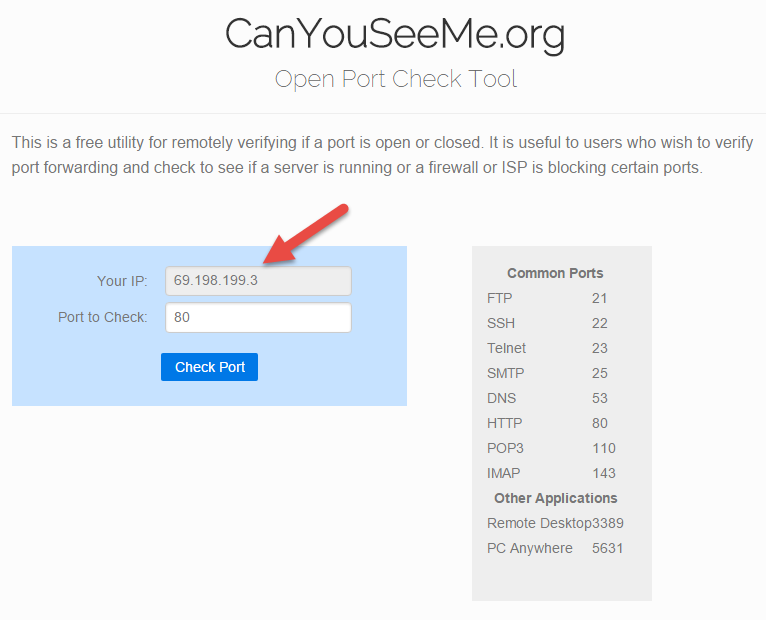 CanYouSeeMe.org
Open Port Check Tool
This is a free utility for remotely verifying if a port is open or closed. It is useful to users who wish to verify
port forwarding and check to see if a server is running or a firewall or ISP is blocking certain ports.
Your IP: 69.198.199.3
Port to Check: 80
Check Port
Common Ports
FTP 21
SSH 22
Telnet 23
SMTP 25
DNS 53
HTTP 80
POP3 110
IMAP 143
Other Applications
Remote Desktop3389
PC Anywhere 5631